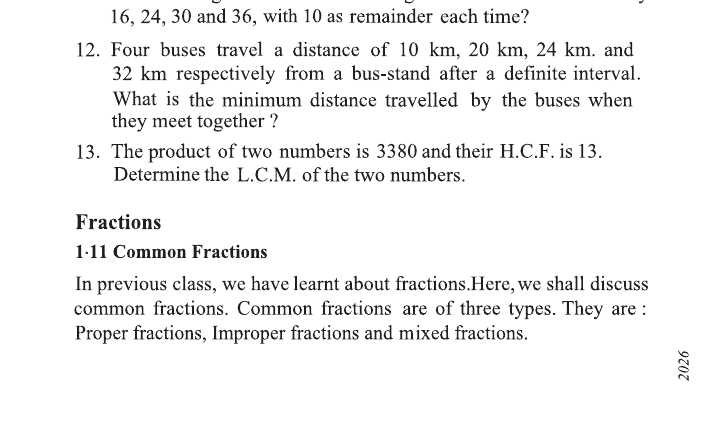 16, 24, 30 and 36, with 10 as remainder each time?
12. Four buses travel a distance of 10 km, 20 km, 24 km. and
32 km respectively from a bus-stand after a definite interval.
What is the minimum distance travelled by the buses when
they meet together ?
13. The product of two numbers is 3380 and their H.C.F. is 13.
Determine the L.C.M. of the two numbers.
Fractions
1·11 Common Fractions
In previous class, we have learnt about fractions.Here, we shall discuss
common fractions. Common fractions are of three types. They are :
Proper fractions, Improper fractions and mixed fractions.
2026